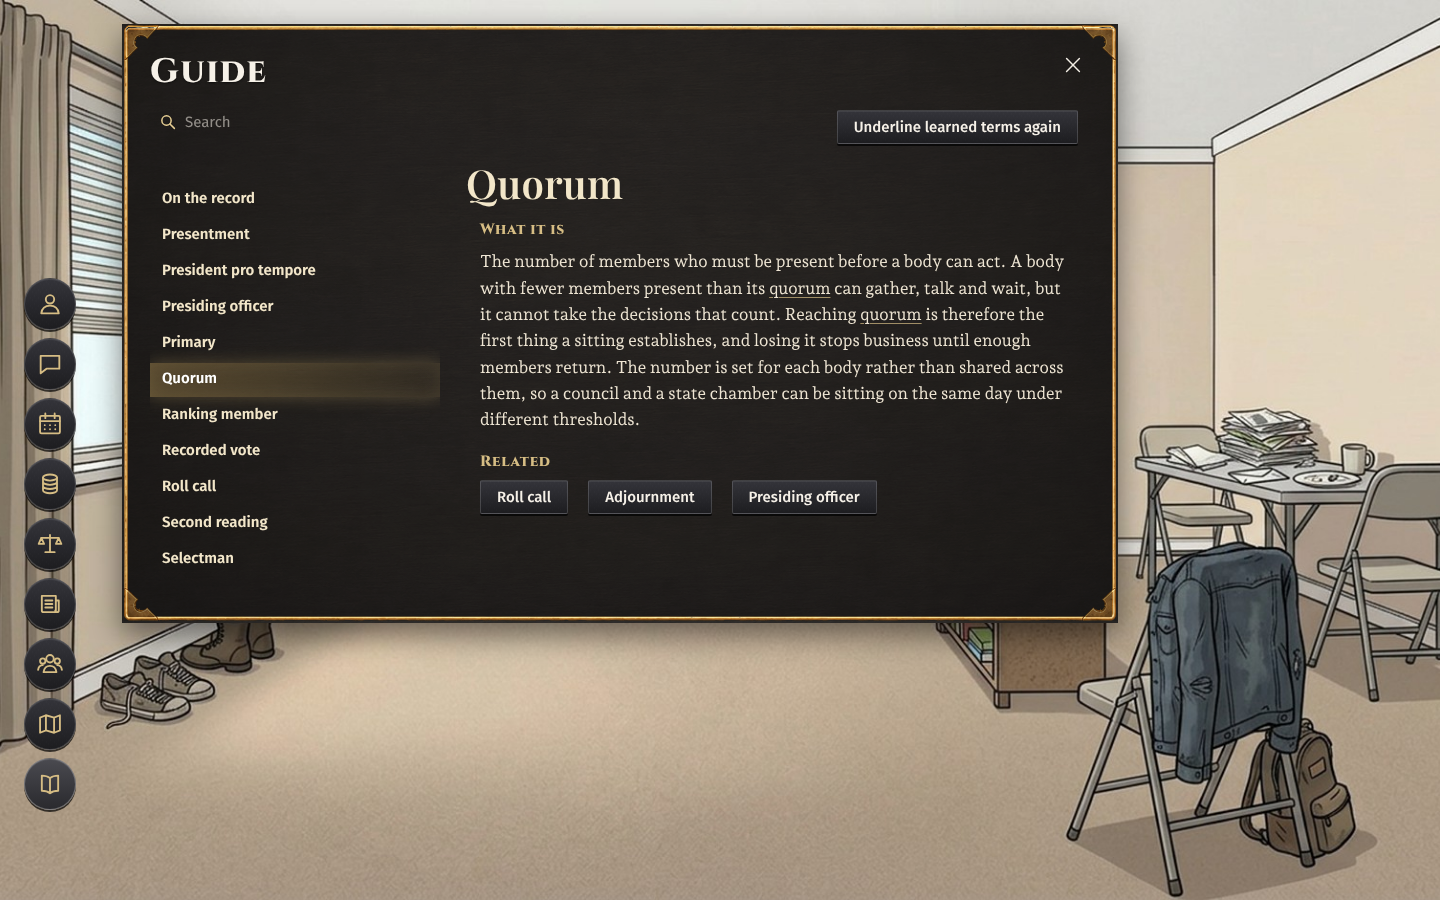 Guide
Search
Underline learned terms again
On the record
Presentment
President pro tempore
Presiding officer
Primary
Quorum
Ranking member
Recorded vote
Roll call
Second reading
Selectman
Quorum
What it is
The number of members who must be present before a body can act. A body
with fewer members present than its quorum can gather, talk and wait, but
it cannot take the decisions that count. Reaching quorum is therefore the
first thing a sitting establishes, and losing it stops business until enough
members return. The number is set for each body rather than shared across
them, so a council and a state chamber can be sitting on the same day under
different thresholds.
Related
Roll call
Adjournment
Presiding officer